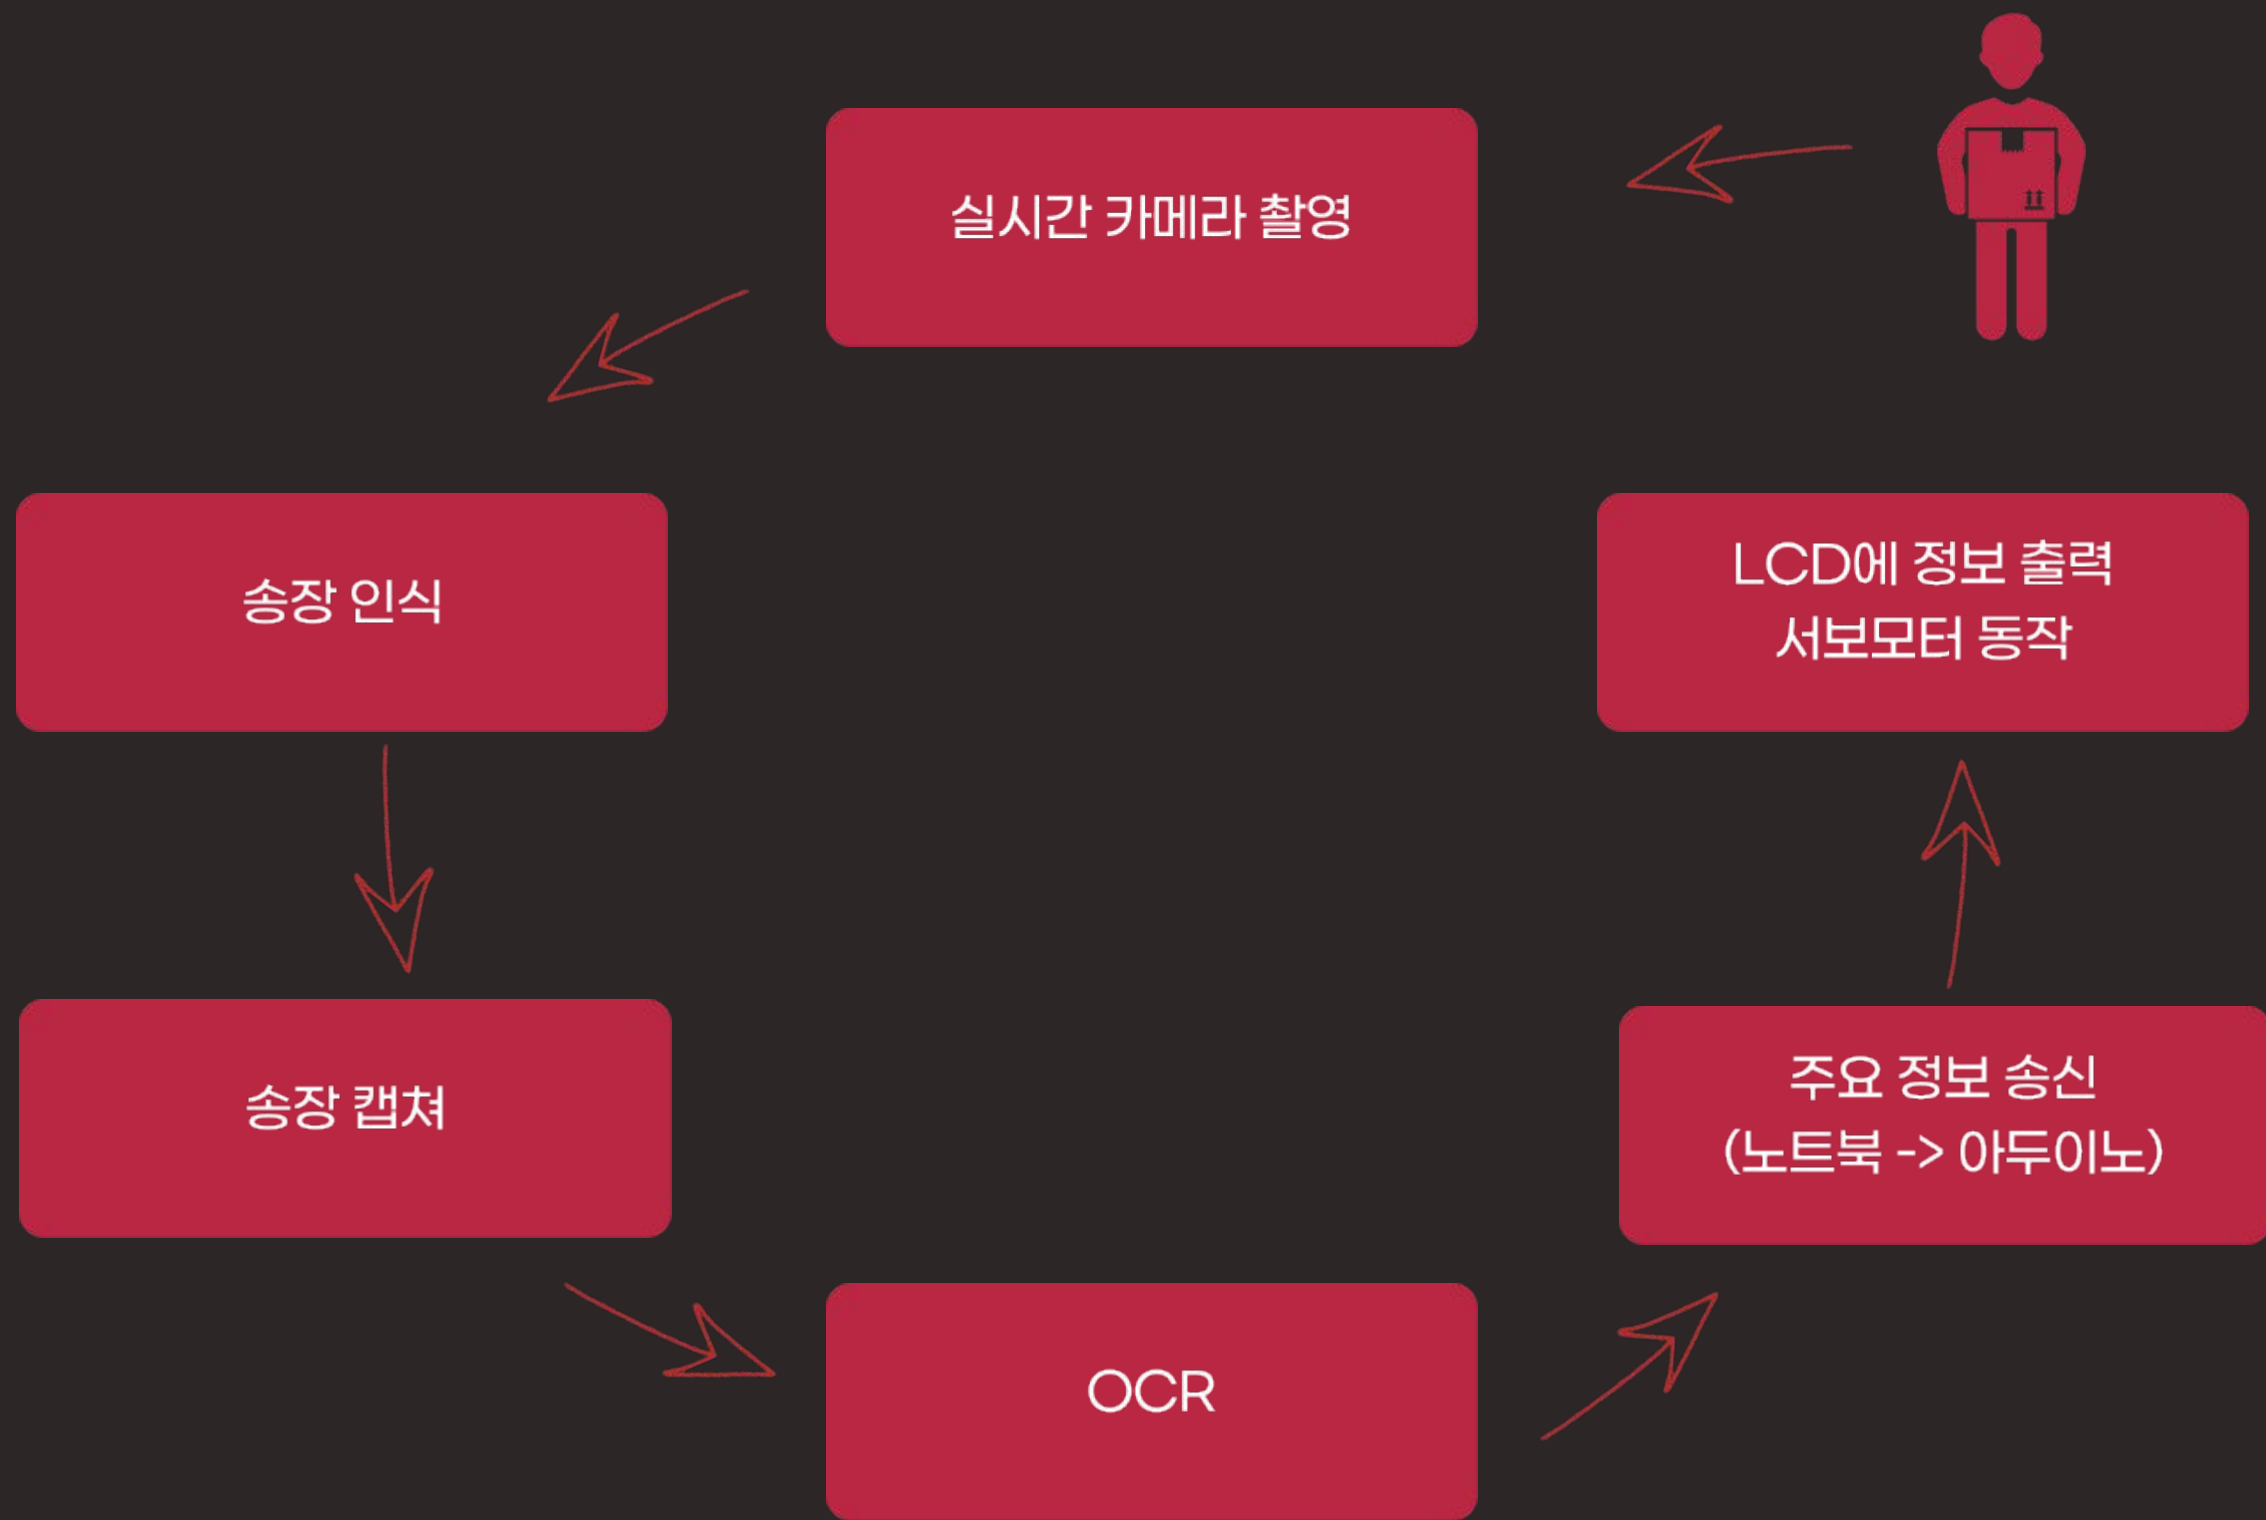 실시간 카메라 촬영
송장 인식
송장 캡쳐
OCR
주요 정보 송신
(노트북 -> 아두이노)
LCD에 정보 출력
서보모터 동작